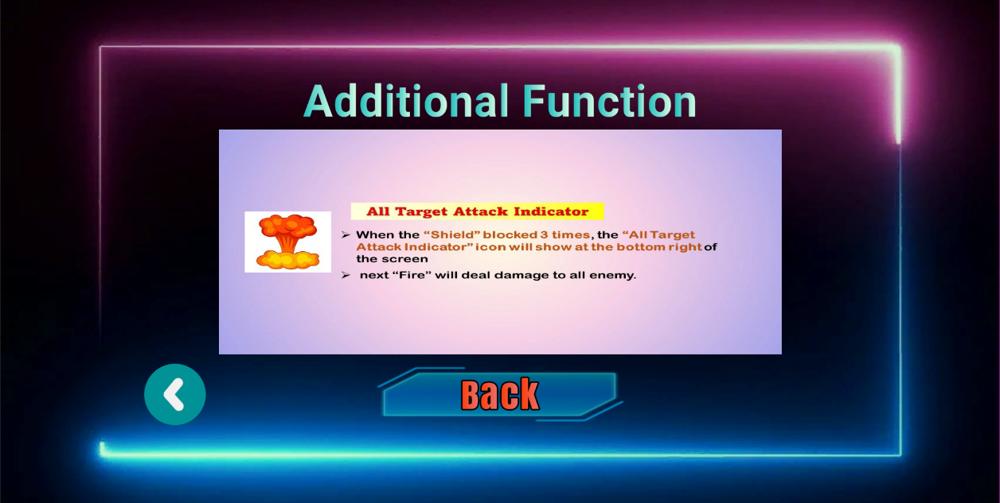 Additional Function
All Target Attack Indicator
➢ When the “Shield” blocked 3 times, the “All Target
Attack Indicator” icon will show at the bottom right of
the screen
➢ next “Fire” will deal damage to all enemy.
Back